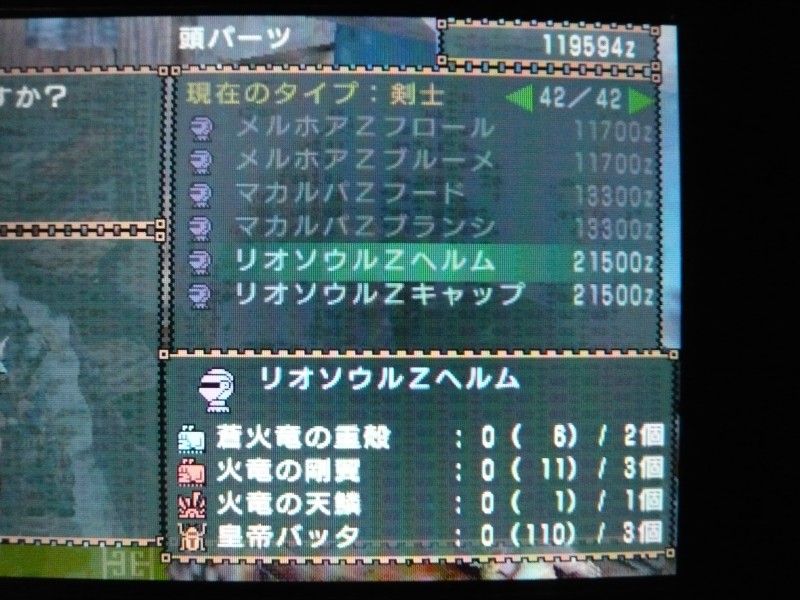 頭パーツ
119594z
すか?
現在のタイプ：剣士
42／42
メルホアZフロール 11700z
メルホアZブルーメ 11700z
マカルパZフード 13300z
マカルパZブランシ 13300z
リオソウルZヘルム 21500z
リオソウルZキャップ 21500z
リオソウルZヘルム
蒼火竜の重殻 : 0 ( 6) / 2個
火竜の剛翼 : 0 ( 11) / 3個
火竜の天鱗 : 0 ( 1) / 1個
皇帝バッタ : 0 (110) / 3個